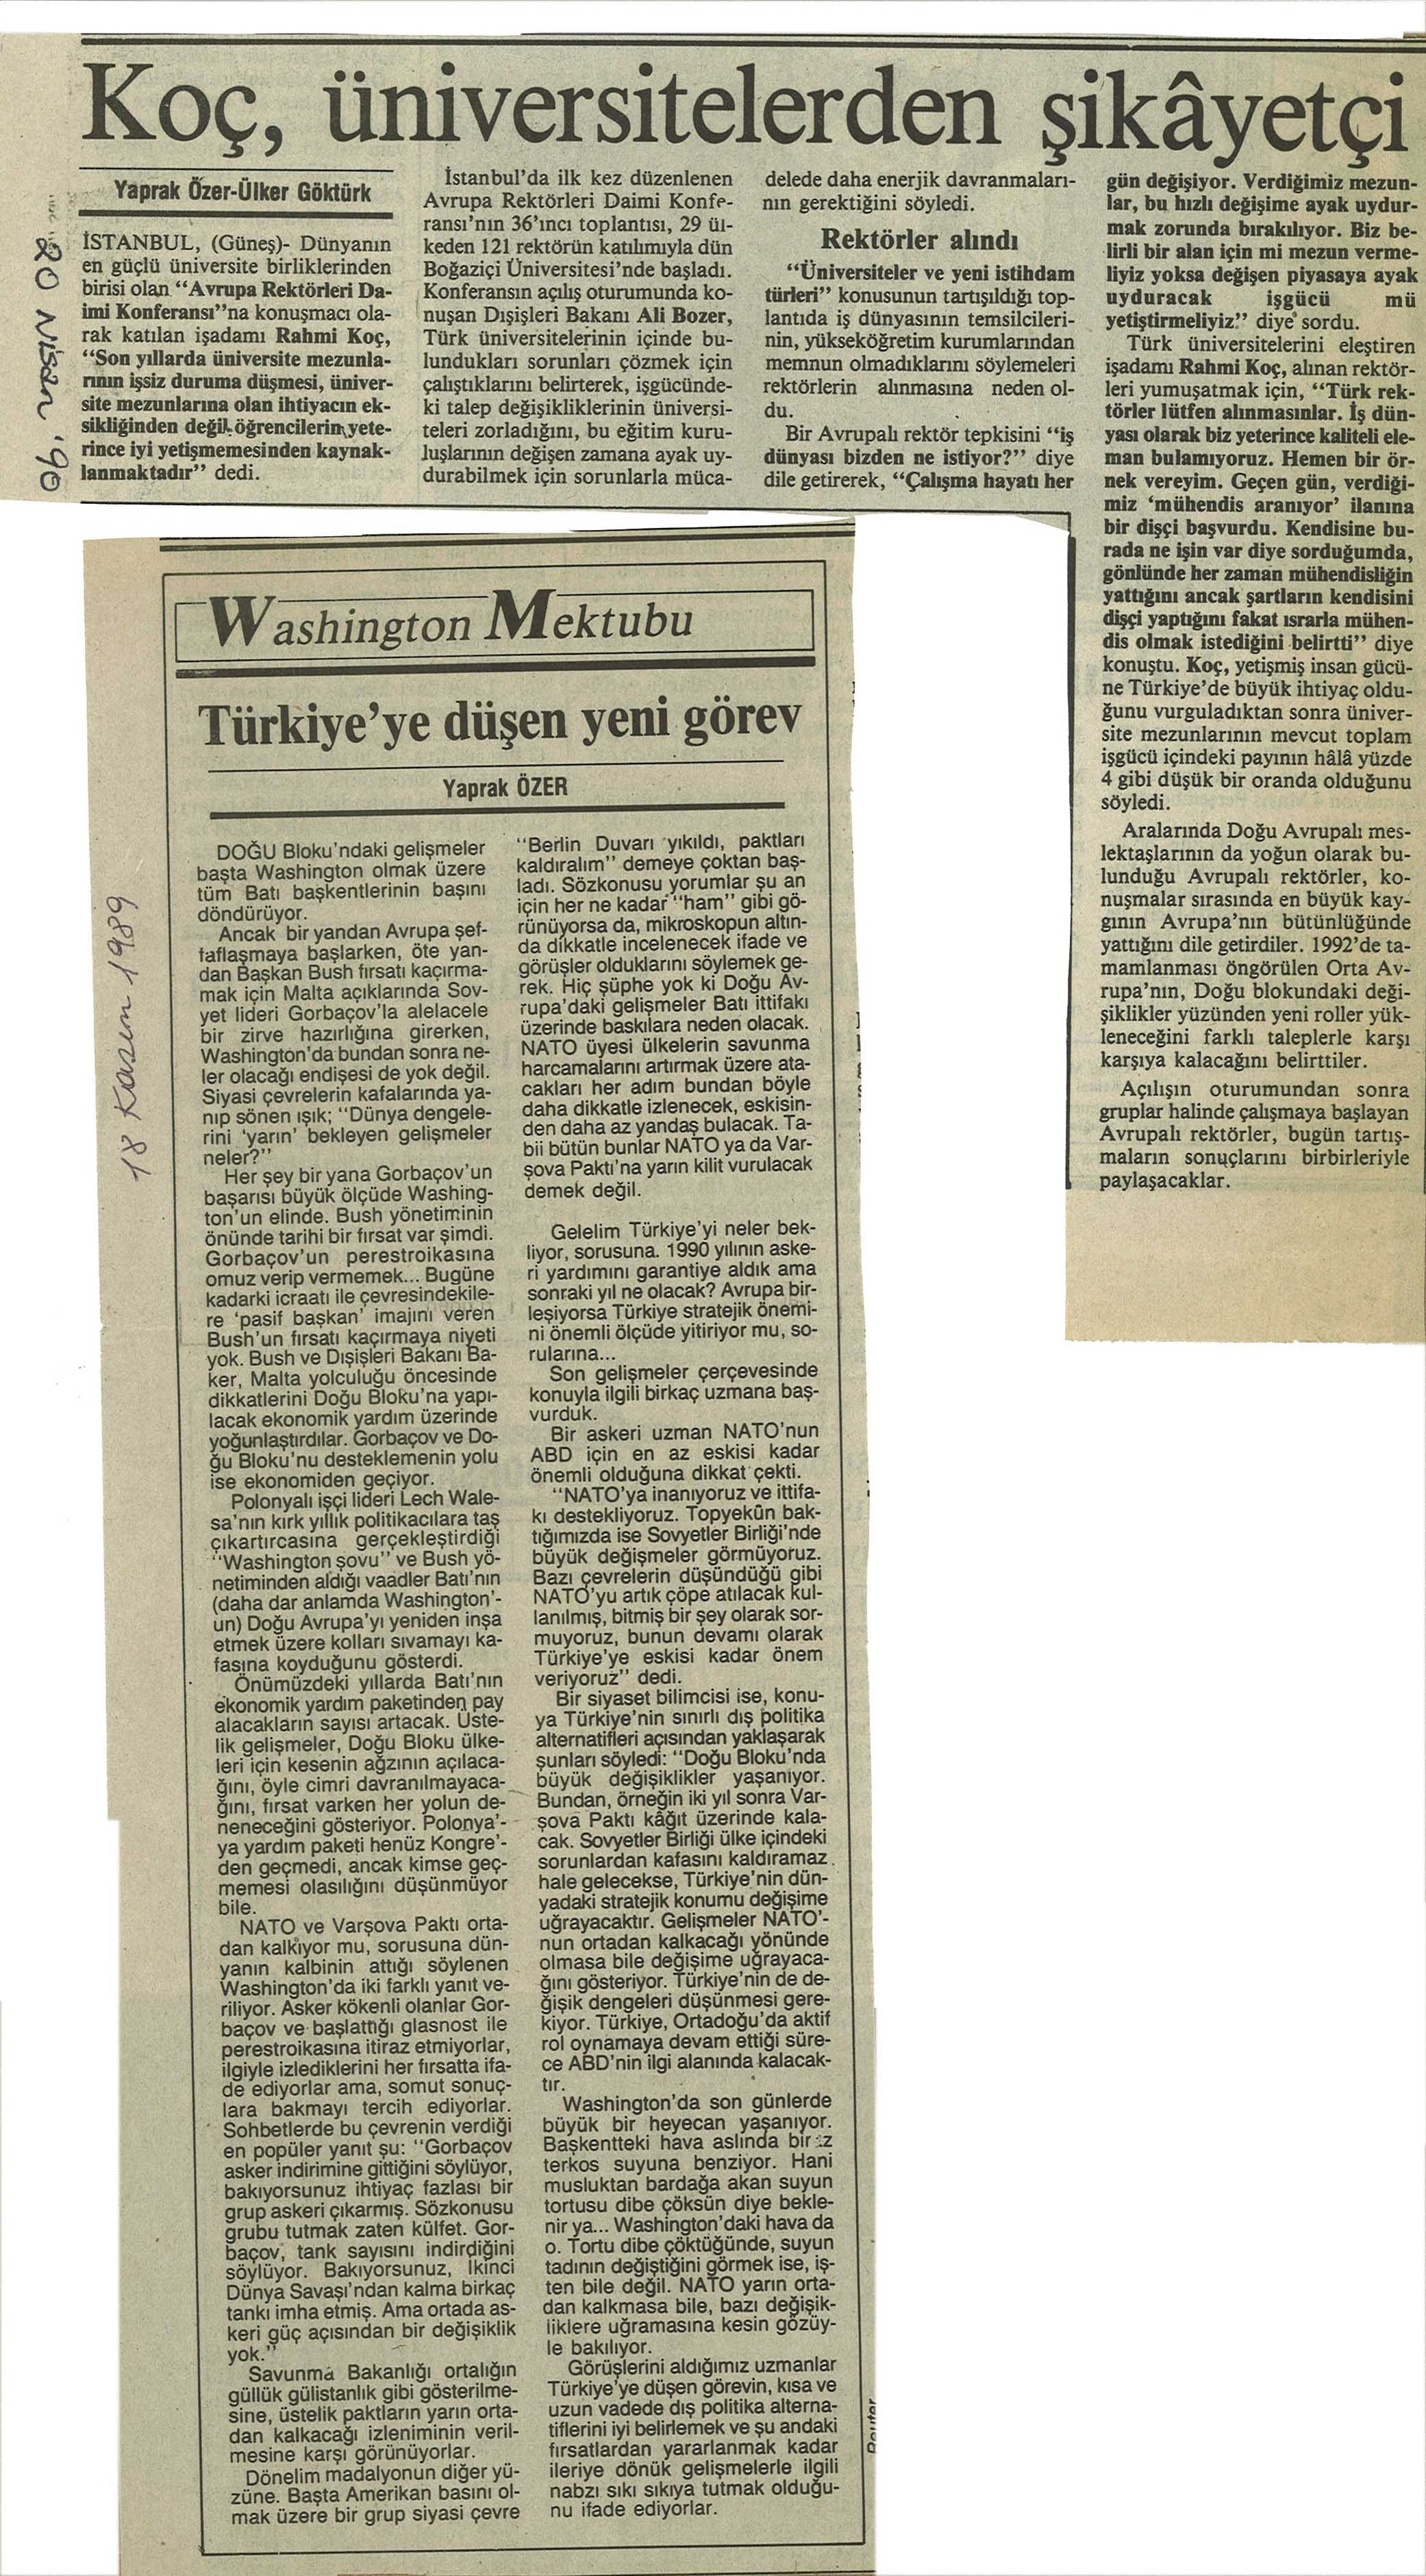 Koç, üniversitelerden şikâyetçi
Yaprak Özer-Ülker Göktürk
20 Nisan '90
İSTANBUL, (Güneş)- Dünyanın
en güçlü üniversite birliklerinden
birisi olan “Avrupa Rektörleri Da-
imi Konferansı”na konuşmacı ola-
rak katılan işadamı Rahmi Koç,
“Son yıllarda üniversite mezunla-
rının işsiz duruma düşmesi, üniver-
site mezunlarına olan ihtiyacın ek-
sikliğinden değil, öğrencilerin yete-
rince iyi yetişmemesinden kaynak-
lanmaktadır” dedi.
İstanbul’da ilk kez düzenlenen
Avrupa Rektörleri Daimi Konfe-
ransı’nın 36’ıncı toplantısı, 29 ül-
keden 121 rektörün katılımıyla dün
Boğaziçi Üniversitesi’nde başladı.
Konferansın açılış oturumunda ko-
nuşan Dışişleri Bakanı Ali Bozer,
Türk üniversitelerinin içinde bu-
lundukları sorunları çözmek için
çalıştıklarını belirterek, işgücünde-
ki talep değişikliklerinin üniversi-
teleri zorladığını, bu eğitim kuru-
luşlarının değişen zamana ayak uy-
durabilmek için sorunlarla müca-
delede daha enerjik davranmaları-
nın gerektiğini söyledi.
Rektörler alındı
“Üniversiteler ve yeni istihdam
türleri” konusunun tartışıldığı top-
lantıda iş dünyasının temsilcileri-
nin, yükseköğretim kurumlarından
memnun olmadıklarını söylemeleri
rektörlerin alınmasına neden ol-
du.
Bir Avrupalı rektör tepkisini “iş
dünyası bizden ne istiyor?” diye
dile getirerek, “Çalışma hayatı her
gün değişiyor. Verdiğimiz mezun-
lar, bu hızlı değişime ayak uydur-
mak zorunda bırakılıyor. Biz be-
lirli bir alan için mi mezun verme-
liyiz yoksa değişen piyasaya ayak
uyduracak işgücü mü
yetiştirmeliyiz” diye sordu.
Türk üniversitelerini eleştiren
işadamı Rahmi Koç, alınan rektör-
leri yumuşatmak için, “Türk rek-
törler lütfen alınmasınlar. İş dün-
yası olarak biz yeterince kaliteli ele-
man bulamıyoruz. Hemen bir ör-
nek vereyim. Geçen gün, verdiği-
miz ‘mühendis aranıyor’ ilanına
bir dişçi başvurdu. Kendisine bu-
rada ne işin var diye sorduğumda,
gönlünde her zaman mühendisliğin
yattığını ancak şartların kendisini
dişçi yaptığını fakat ısrarla mühen-
dis olmak istediğini belirtti” diye
konuştu. Koç, yetişmiş insan gücü-
ne Türkiye’de büyük ihtiyaç oldu-
ğunu vurguladıktan sonra üniver-
site mezunlarının mevcut toplam
işgücü içindeki payının hâlâ yüzde
4 gibi düşük bir oranda olduğunu
söyledi.
Aralarında Doğu Avrupalı mes-
lektaşlarının da yoğun olarak bu-
lunduğu Avrupalı rektörler, ko-
nuşmalar sırasında en büyük kay-
gının Avrupa’nın bütünlüğünde
yattığını dile getirdiler. 1992’de ta-
mamlanması öngörülen Orta Av-
rupa’nın, Doğu blokundaki deği-
şiklikler yüzünden yeni roller yük-
leneceğini farklı taleplerle karşı
karşıya kalacağını belirttiler.
Açılışın oturumundan sonra
gruplar halinde çalışmaya başlayan
Avrupalı rektörler, bugün tartış-
maların sonuçlarını birbirleriyle
paylaşacaklar.
Washington Mektubu
Türkiye’ye düşen yeni görev
Yaprak ÖZER
18 Kasım 1989
DOĞU Bloku’ndaki gelişmeler
başta Washington olmak üzere
tüm Batı başkentlerinin başını
döndürüyor.
Ancak bir yandan Avrupa şef-
faflaşmaya başlarken, öte yan-
dan Başkan Bush fırsatı kaçırma-
mak için Malta açıklarında Sov-
yet lideri Gorbaçov’la alelacele
bir zirve hazırlığına girerken,
Washington’da bundan sonra ne-
ler olacağı endişesi de yok değil.
Siyasi çevrelerin kafalarında ya-
nıp sönen ışık; “Dünya dengele-
rini ‘yarın’ bekleyen gelişmeler
neler?”
Her şey bir yana Gorbaçov’un
başarısı büyük ölçüde Washing-
ton’un elinde. Bush yönetiminin
önünde tarihi bir fırsat var şimdi.
Gorbaçov’un perestroikasına
omuz verip vermemek... Bugüne
kadarki icraatı ile çevresindekile-
re ‘pasif başkan’ imajını veren
Bush’un fırsatı kaçırmaya niyeti
yok. Bush ve Dışişleri Bakanı Ba-
ker, Malta yolculuğu öncesinde
dikkatlerini Doğu Bloku’na yapı-
lacak ekonomik yardım üzerinde
yoğunlaştırdılar. Gorbaçov ve Do-
ğu Bloku’nu desteklemenin yolu
ise ekonomiden geçiyor.
Polonyalı işçi lideri Lech Wale-
sa’nın kırk yıllık politikacılara taş
çıkartırcasına gerçekleştirdiği
“Washington şovu” ve Bush yö-
netiminden aldığı vaadler Batı’nın
(daha dar anlamda Washington’-
un) Doğu Avrupa’yı yeniden inşa
etmek üzere kolları sıvamayı ka-
fasına koyduğunu gösterdi.
Önümüzdeki yıllarda Batı’nın
ekonomik yardım paketinden pay
alacakların sayısı artacak. Üste-
lik gelişmeler, Doğu Bloku ülke-
leri için kesenin ağzının açılaca-
ğını, öyle cimri davranılmayaca-
ğını, fırsat varken her yolun de-
neneceğini gösteriyor. Polonya’-
ya yardım paketi henüz Kongre’-
den geçmedi, ancak kimse geç-
memesi olasılığını düşünmüyor
bile.
NATO ve Varşova Paktı orta-
dan kalkıyor mu, sorusuna dün-
yanın kalbinin attığı söylenen
Washington’da iki farklı yanıt ve-
riliyor. Asker kökenli olanlar Gor-
baçov ve başlattığı glasnost ile
perestroikasına itiraz etmiyorlar,
ilgiyle izlediklerini her fırsatta ifa-
de ediyorlar ama, somut sonuç-
lara bakmayı tercih ediyorlar.
Sohbetlerde bu çevrenin verdiği
en popüler yanıt şu: “Gorbaçov
asker indirimine gittiğini söylüyor,
bakıyorsunuz ihtiyaç fazlası bir
grup askeri çıkarmış. Sözkonusu
grubu tutmak zaten külfet. Gor-
baçov, tank sayısını indirdiğini
söylüyor. Bakıyorsunuz, İkinci
Dünya Savaşı’ndan kalma birkaç
tankı imha etmiş. Ama ortada as-
keri güç açısından bir değişiklik
yok.”
Savunma Bakanlığı ortalığın
güllük gülistanlık gibi gösterilme-
sine, üstelik paktların yarın orta-
dan kalkacağı izleniminin veril-
mesine karşı görünüyorlar.
Dönelim madalyonun diğer yü-
züne. Başta Amerikan basını ol-
mak üzere bir grup siyasi çevre
“Berlin Duvarı yıkıldı, paktları
kaldıralım” demeye çoktan baş-
ladı. Sözkonusu yorumlar şu an
için her ne kadar “ham” gibi gö-
rünüyorsa da, mikroskopun altın-
da dikkatle incelenecek ifade ve
görüşler olduklarını söylemek ge-
rek. Hiç şüphe yok ki Doğu Av-
rupa’daki gelişmeler Batı ittifakı
üzerinde baskılara neden olacak.
NATO üyesi ülkelerin savunma
harcamalarını artırmak üzere ata-
cakları her adım bundan böyle
daha dikkatle izlenecek, eskisin-
den daha az yandaş bulacak. Ta-
bii bütün bunlar NATO ya da Var-
şova Paktı’na yarın kilit vurulacak
demek değil.
Gelelim Türkiye’yi neler bek-
liyor, sorusuna. 1990 yılının aske-
ri yardımını garantiye aldık ama
sonraki yıl ne olacak? Avrupa bir-
leşiyorsa Türkiye stratejik önemi-
ni önemli ölçüde yitiriyor mu, so-
rularına...
Son gelişmeler çerçevesinde
konuyla ilgili birkaç uzmana baş-
vurduk.
Bir askeri uzman NATO’nun
ABD için en az eskisi kadar
önemli olduğuna dikkat çekti.
“NATO’ya inanıyoruz ve ittifa-
kı destekliyoruz. Topyekûn bak-
tığımızda ise Sovyetler Birliği’nde
büyük değişmeler görmüyoruz.
Bazı çevrelerin düşündüğü gibi
NATO’yu artık çöpe atılacak kul-
lanılmış, bitmiş bir şey olarak sor-
muyoruz, bunun devamı olarak
Türkiye’ye eskisi kadar önem
veriyoruz” dedi.
Bir siyaset bilimcisi ise, konu-
ya Türkiye’nin sınırlı dış politika
alternatifleri açısından yaklaşarak
şunları söyledi: “Doğu Bloku’nda
büyük değişiklikler yaşanıyor.
Bundan, örneğin iki yıl sonra Var-
şova Paktı kâğıt üzerinde kala-
cak. Sovyetler Birliği ülke içindeki
sorunlardan kafasını kaldıramaz
hale gelecekse, Türkiye’nin dün-
yadaki stratejik konumu değişime
uğrayacaktır. Gelişmeler NATO’-
nun ortadan kalkacağı yönünde
olmasa bile değişime uğrayaca-
ğını gösteriyor. Türkiye’nin de de-
ğişik dengeleri düşünmesi gere-
kiyor. Türkiye, Ortadoğu’da aktif
rol oynamaya devam ettiği süre-
ce ABD’nin ilgi alanında kalacak-
tır.
Washington’da son günlerde
büyük bir heyecan yaşanıyor.
Başkentteki hava aslında biraz
terkos suyuna benziyor. Hani
musluktan bardağa akan suyun
tortusu dibe çöksün diye bekle-
nir ya... Washington’daki hava da
o. Tortu dibe çöktüğünde, suyun
tadının değiştiğini görmek ise, iş-
ten bile değil. NATO yarın orta-
dan kalkmasa bile, bazı değişik-
liklere uğramasına kesin gözüy-
le bakılıyor.
Görüşlerini aldığımız uzmanlar
Türkiye’ye düşen görevin, kısa ve
uzun vadede dış politika alterna-
tiflerini iyi belirlemek ve şu andaki
fırsatlardan yararlanmak kadar
ileriye dönük gelişmelerle ilgili
nabzı sıkı sıkıya tutmak olduğu-
nu ifade ediyorlar.
Reuter